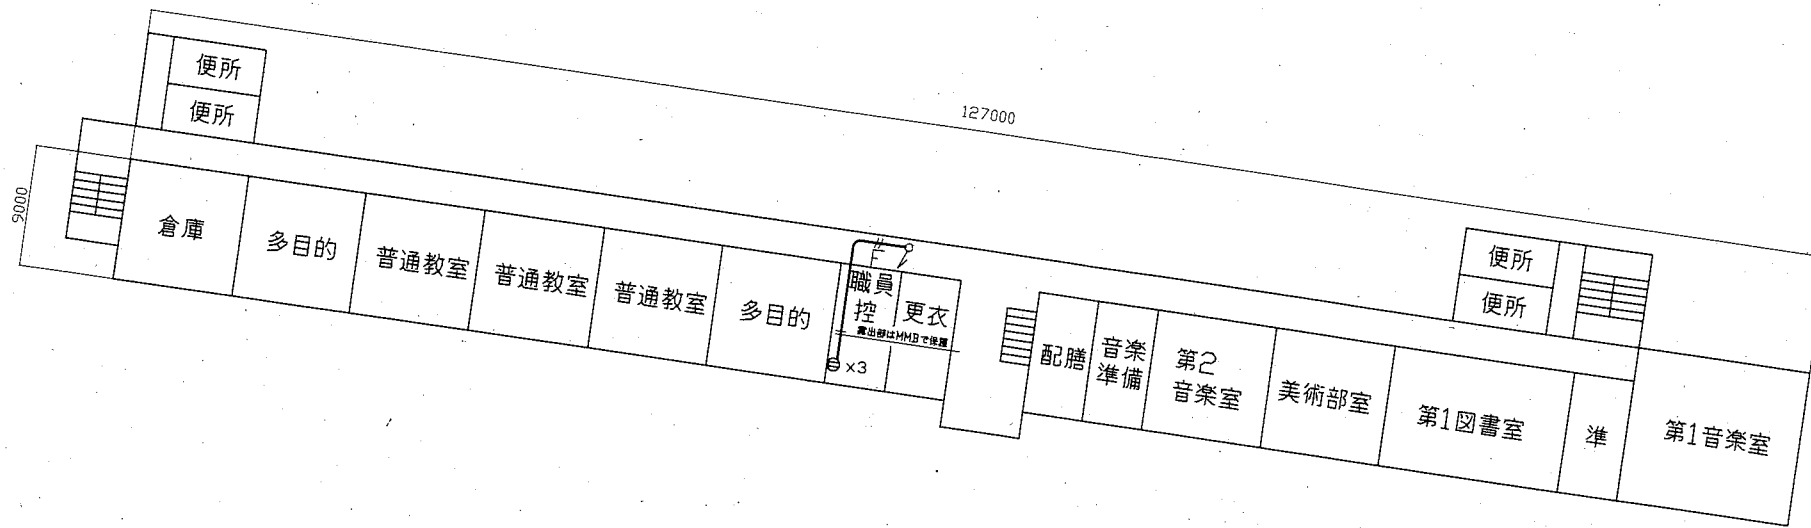 便所
便所
127000
9000
倉庫
多目的
普通教室
普通教室
普通教室
多目的
職員
控
更衣
露出部はMMBで保護
F
x3
配膳
音楽
準備
第2
音楽室
美術部室
第1図書室
準
第1音楽室
便所
便所